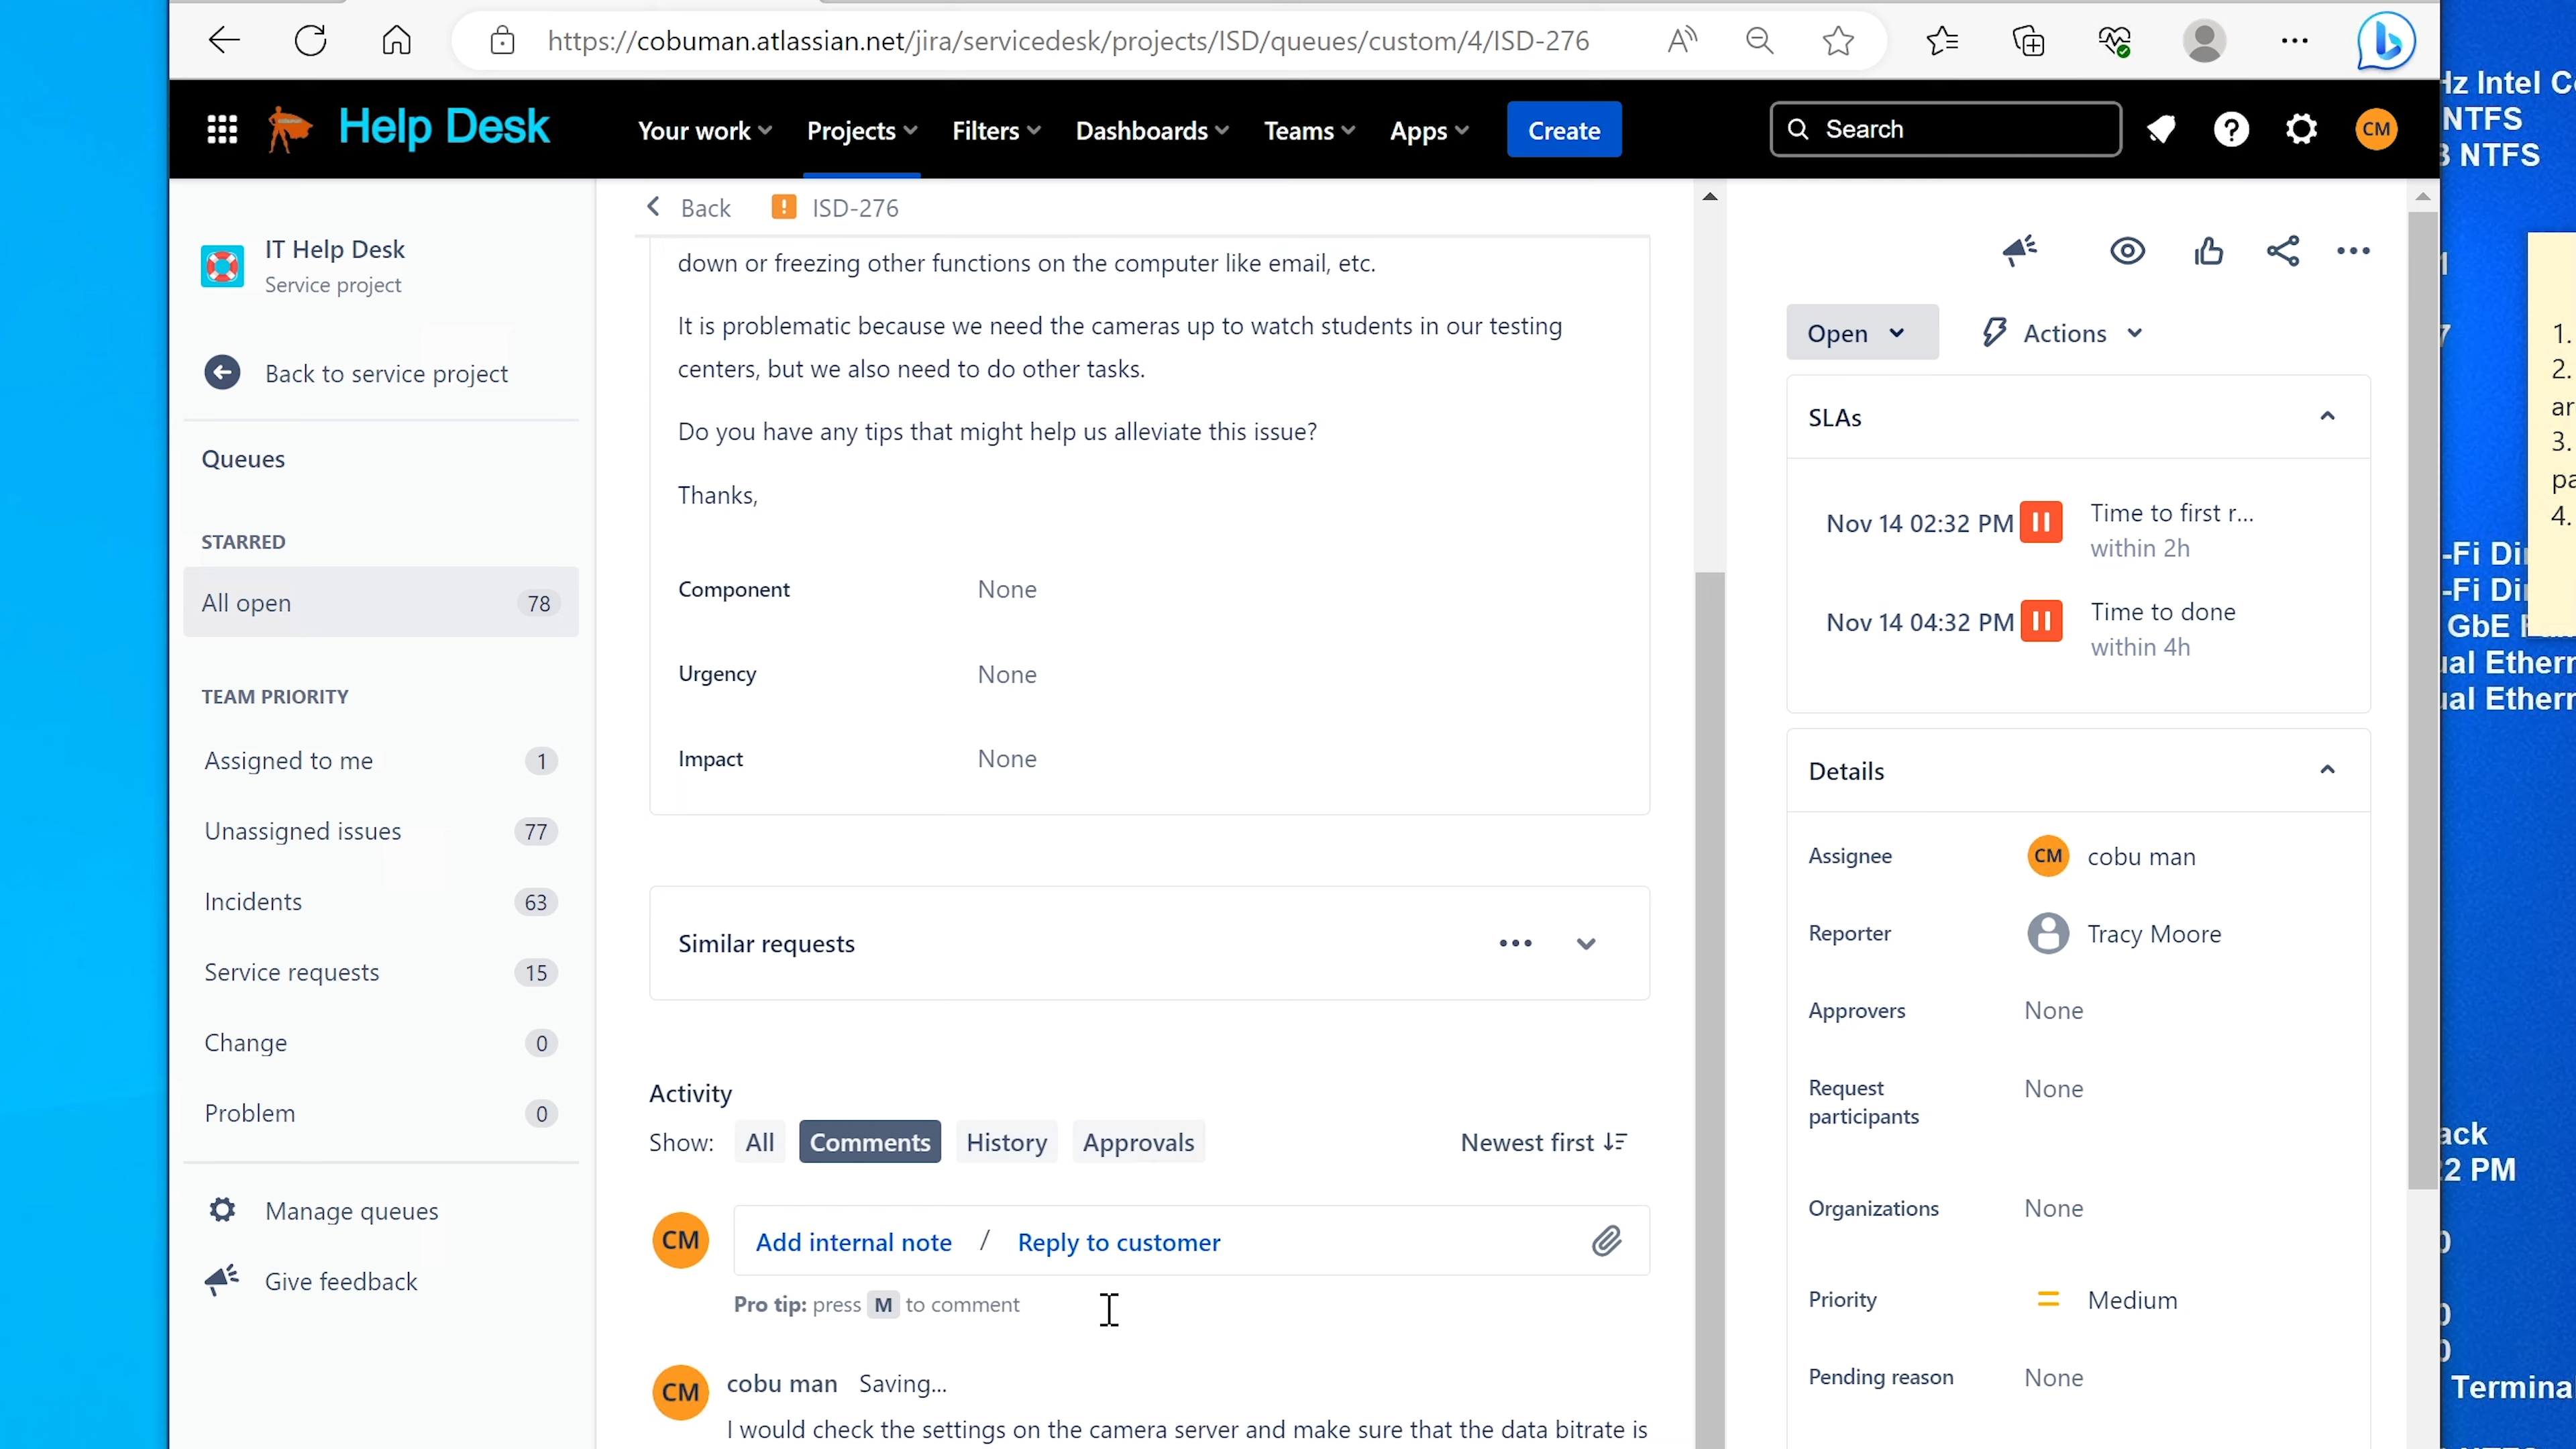 https://cobuman.atlassian.net/jira/servicedesk/projects/ISD/queues/custom/4/ISD-276
Help Desk
Your work
Projects
Filters
Dashboards
Teams
Apps
Create
Search
CM
IT Help Desk
Service project
Back to service project
Queues
STARRED
All open 78
TEAM PRIORITY
Assigned to me 1
Unassigned issues 77
Incidents 63
Service requests 15
Change 0
Problem 0
Manage queues
Give feedback
Back ISD-276
down or freezing other functions on the computer like email, etc.
It is problematic because we need the cameras up to watch students in our testing
centers, but we also need to do other tasks.
Do you have any tips that might help us alleviate this issue?
Thanks,
Component None
Urgency None
Impact None
Similar requests
Activity
Show: All Comments History Approvals Newest first
CM Add internal note / Reply to customer
Pro tip: press M to comment
CM cobu man Saving...
I would check the settings on the camera server and make sure that the data bitrate is
Open Actions
SLAs
Nov 14 02:32 PM Time to first r...
within 2h
Nov 14 04:32 PM Time to done
within 4h
Details
Assignee CM cobu man
Reporter Tracy Moore
Approvers None
Request
participants
None
Organizations None
Priority Medium
Pending reason None
Hz Intel
NTFS
NTFS
1.
2.
ar
3.
pa
4.
-Fi
-Fi
GbE
ual Ethern
ual Ethern
ack
22 PM
Termina